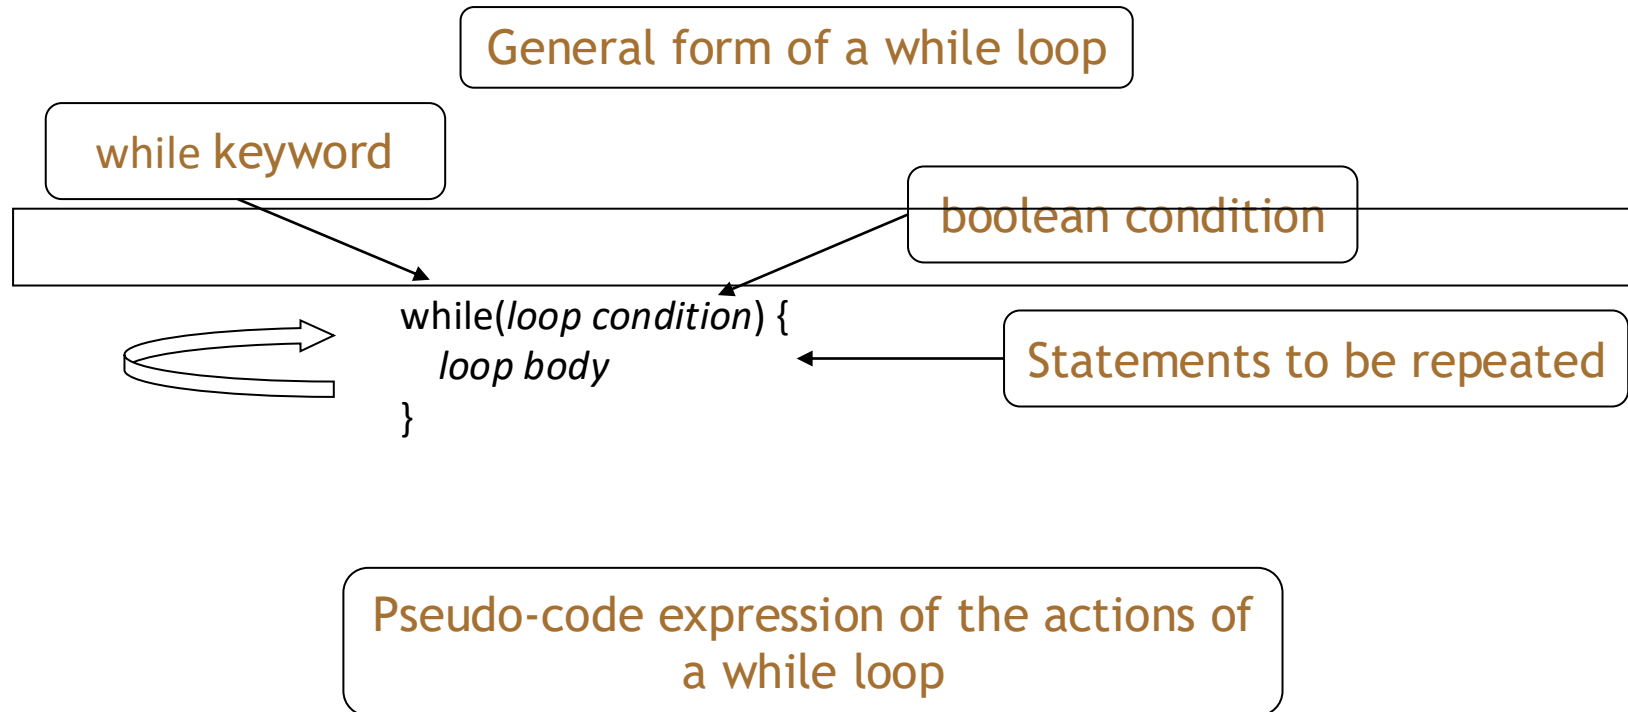 General form of a while loop
while keyword
boolean condition
while(loop condition) {
loop body
}
Statements to be repeated
Pseudo-code expression of the actions of
a while loop